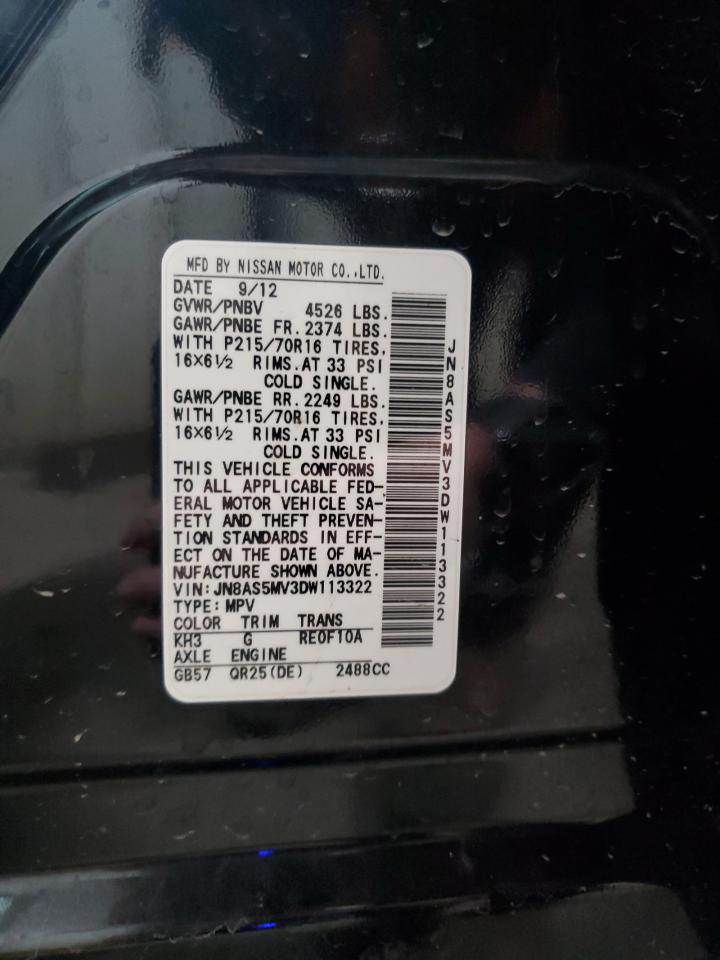 MFD BY NISSAN MOTOR CO.,LTD.
DATE 9/12
GVWR/PNBV 4526 LBS.
GAWR/PNBE FR.2374 LBS.
WITH P215/70R16 TIRES,
16×6½ RIMS.AT 33 PSI
COLD SINGLE.
GAWR/PNBE RR.2249 LBS.
WITH P215/70R16 TIRES,
16×6½ RIMS.AT 33 PSI
COLD SINGLE.
THIS VEHICLE CONFORMS
TO ALL APPLICABLE FED-
ERAL MOTOR VEHICLE SA-
FETY AND THEFT PREVEN-
TION STANDARDS IN EFF-
ECT ON THE DATE OF MA-
NUFACTURE SHOWN ABOVE.
VIN:JN8AS5MV3DW113322
TYPE:MPV
COLOR TRIM TRANS
KH3 G RE0F10A
AXLE ENGINE
GB57 QR25(DE) 2488CC
JN8AS5MV3DW113322